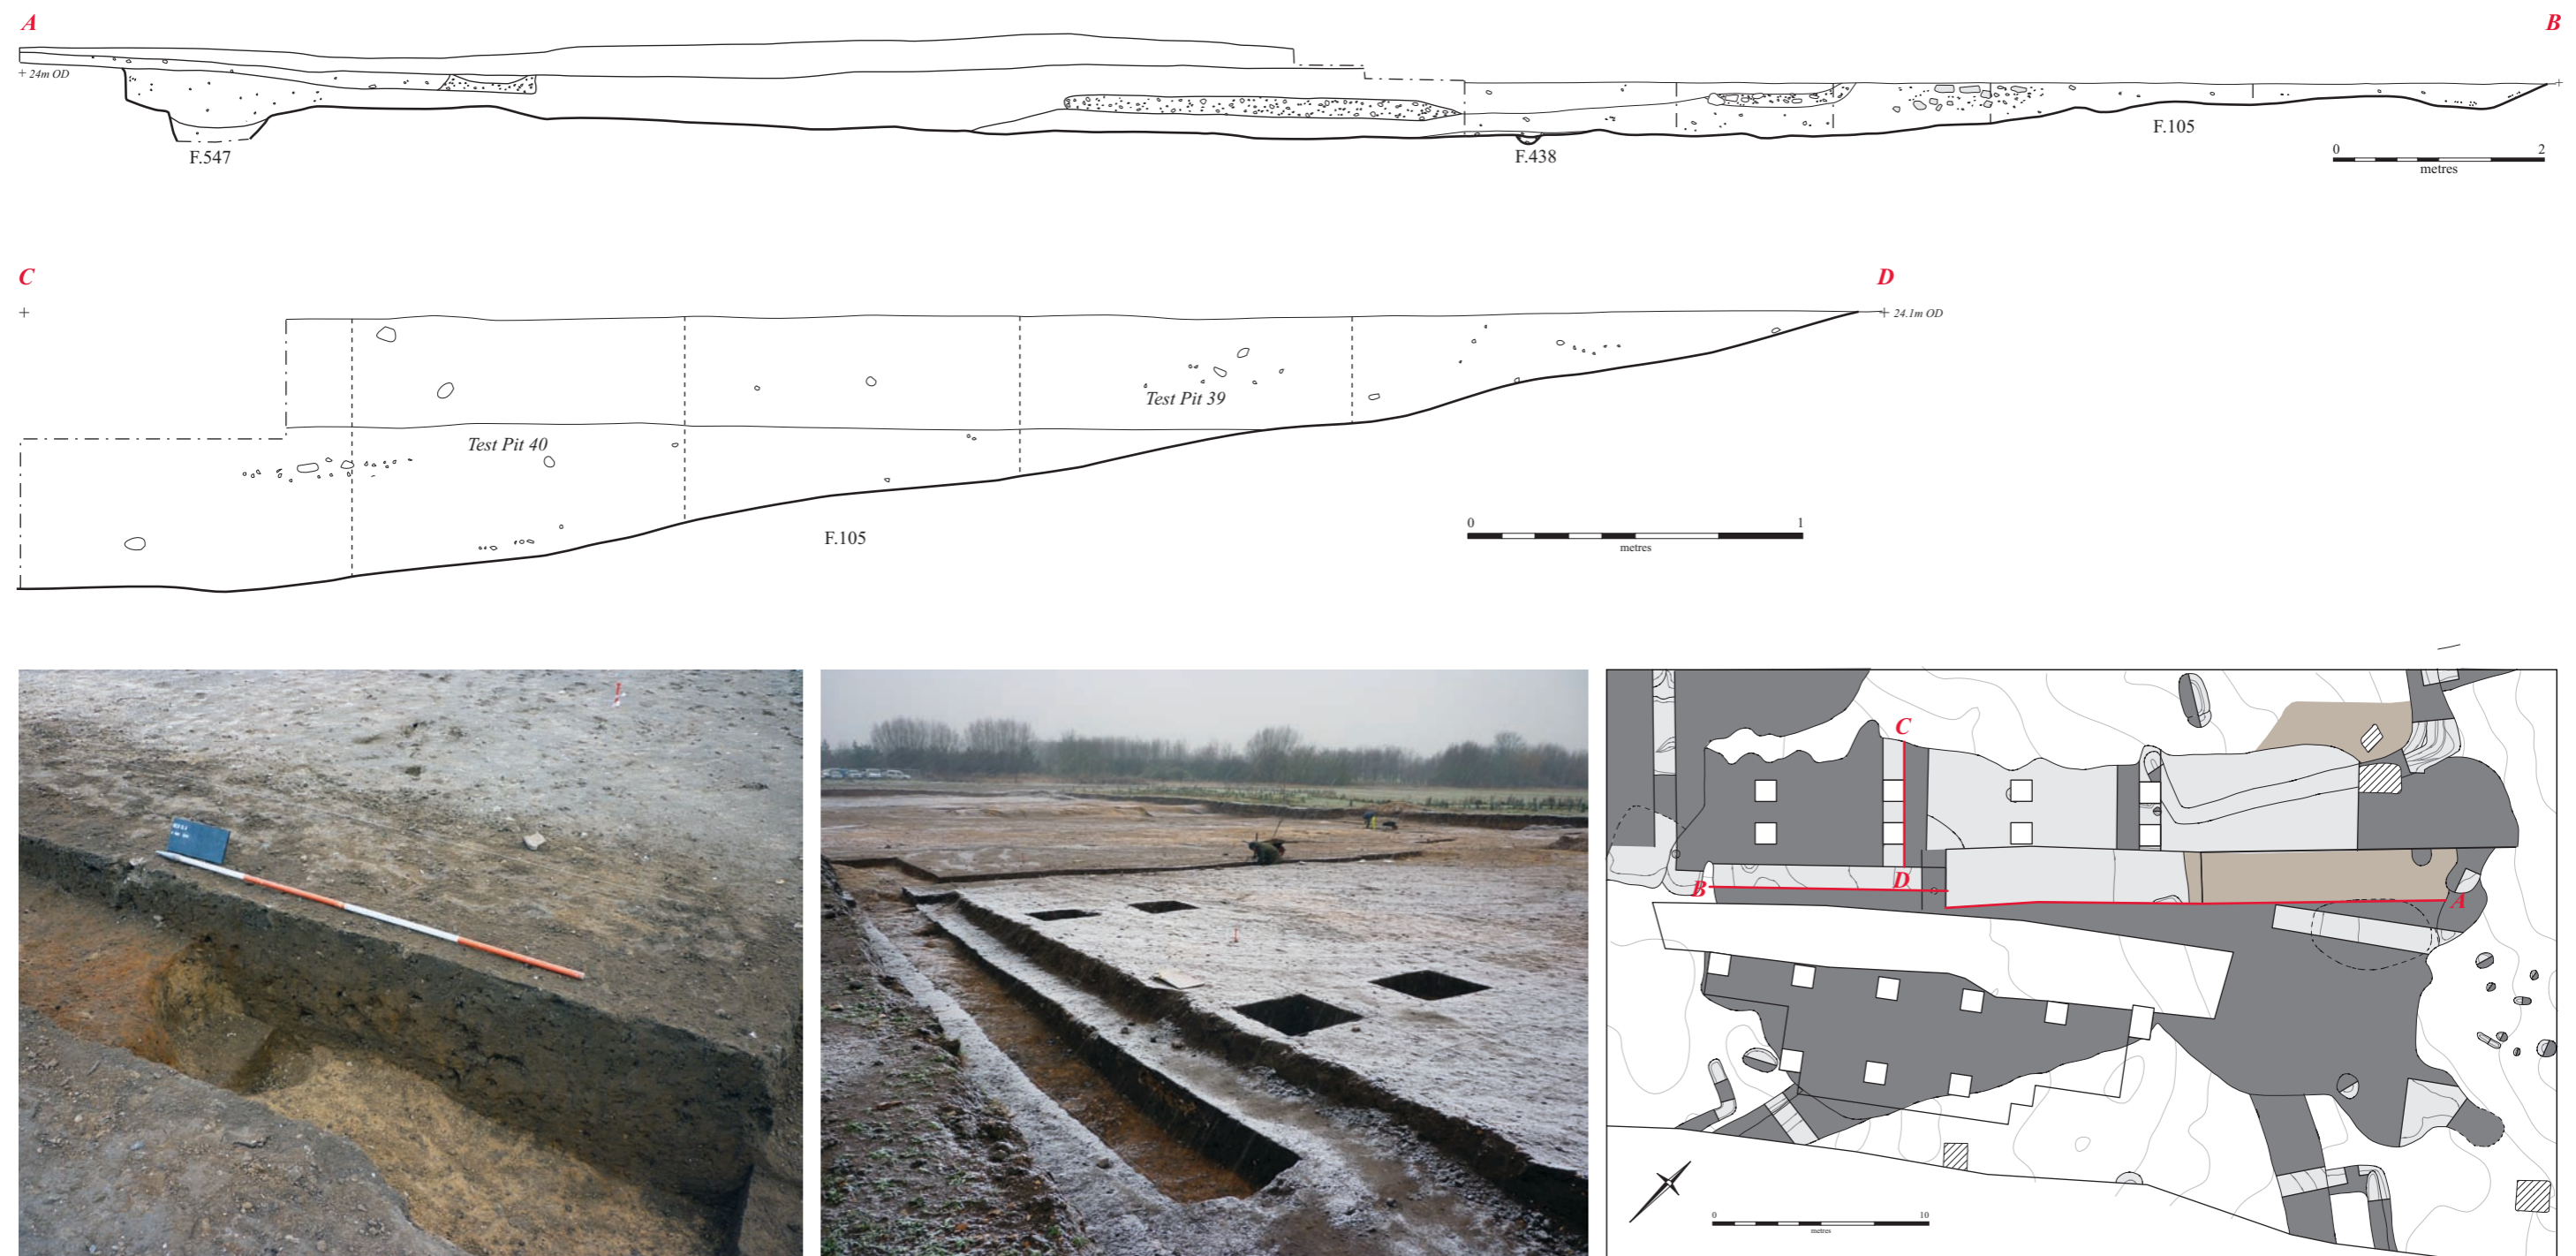 A
B
+ 24m OD
+
F.547
F.438
F.105
0 2
metres
C
D
+
+ 24.1m OD
Test Pit 39
Test Pit 40
F.105
0 1
metres
C
B
D
A
0 10
metres